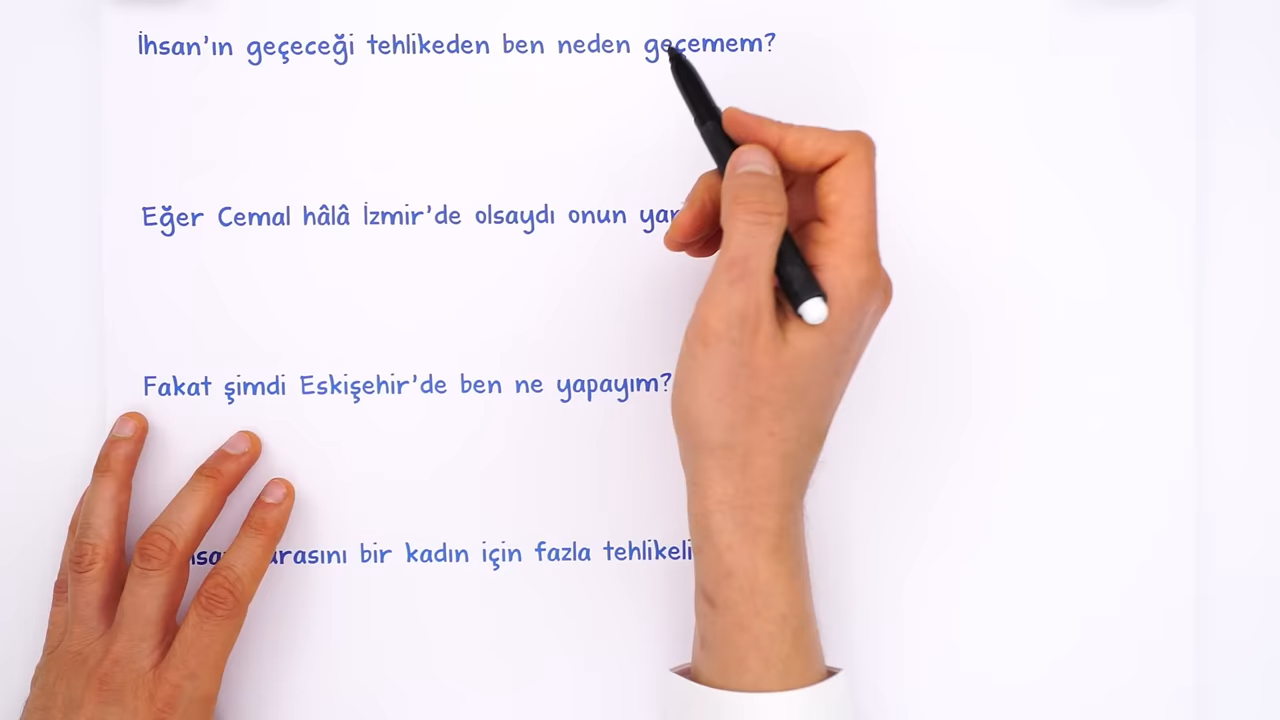 İhsan'ın geçeceği tehlikeden ben neden geçemem?
Eğer Cemal hâlâ İzmir'de olsaydı onun
Fakat şimdi Eskişehir'de ben ne yapayım?
bir kadın için fazla tehlikeli